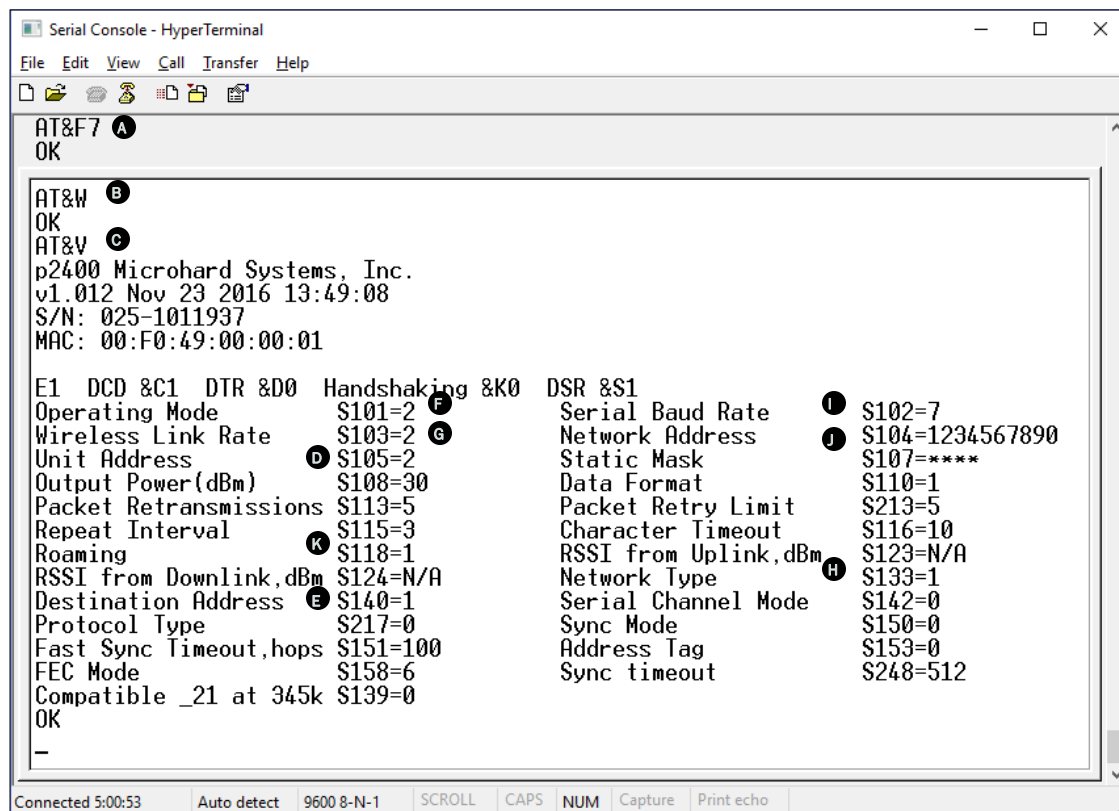 Serial Console - HyperTerminal
File Edit View Call Transfer Help
AT&F7 A
OK
AT&W B
OK
AT&V C
p2400 Microhard Systems, Inc.
v1.012 Nov 23 2016 13:49:08
S/N: 025-1011937
MAC: 00:F0:49:00:00:01
E1 DCD &C1 DTR &D0 Handshaking &K0 DSR &S1
Operating Mode S101=2 F Serial Baud Rate I S102=7
Wireless Link Rate S103=2 G Network Address J S104=1234567890
Unit Address D S105=2 Static Mask S107=****
Output Power(dBm) S108=30 Data Format S110=1
Packet Retransmissions S113=5 Packet Retry Limit S213=5
Repeat Interval S115=3 Character Timeout S116=10
Roaming K S118=1 RSSI from Uplink,dBm S123=N/A
RSSI from Downlink,dBm S124=N/A Network Type H S133=1
Destination Address E S140=1 Serial Channel Mode S142=0
Protocol Type S217=0 Sync Mode S150=0
Fast Sync Timeout,hops S151=100 Address Tag S153=0
FEC Mode S158=6 Sync timeout S248=512
Compatible _21 at 345k S139=0
OK
_
Connected 5:00:53 Auto detect 9600 8-N-1 SCROLL CAPS NUM Capture Print echo